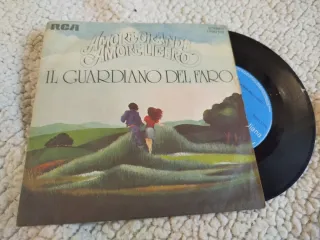 RCA
AMORE GRANDE
AMORE LIBERO
IL GUARDIANO DEL FARO